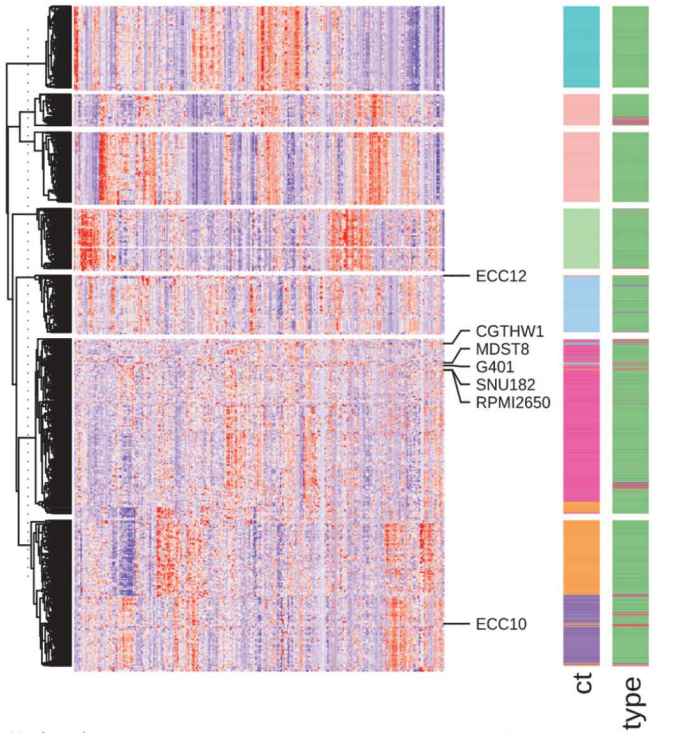 ECC12
CGTHW1
MDST8
G401
SNU182
RPMI2650
ECC10
ct
type